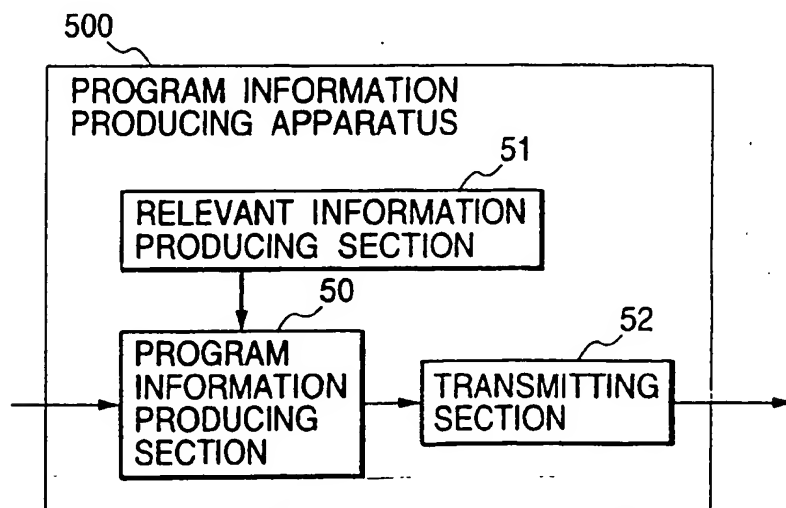 500
PROGRAM INFORMATION
PRODUCING APPARATUS
51
RELEVANT INFORMATION
PRODUCING SECTION
50
PROGRAM
INFORMATION
PRODUCING
SECTION
52
TRANSMITTING
SECTION